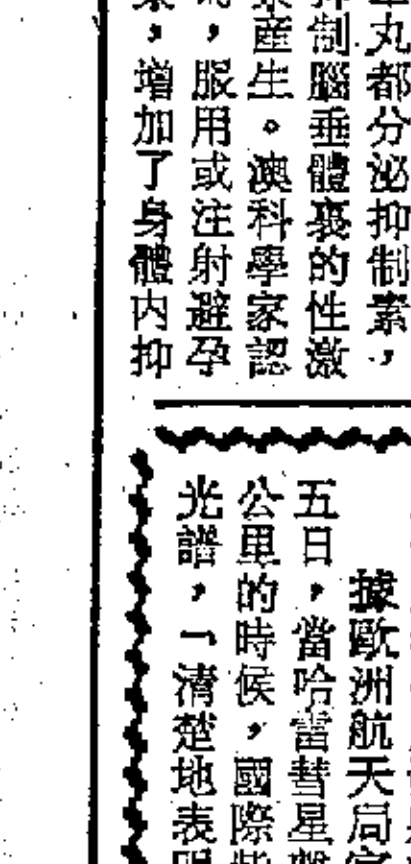 丸都分泌抑制素，
制腦垂體裏的性激
產生。澳科學家認
，服用或注射避孕
，增加了身體內抑
據歐洲航天局官
五日，當哈雷彗星
公里的時候，國際
光譜，「清楚地表明